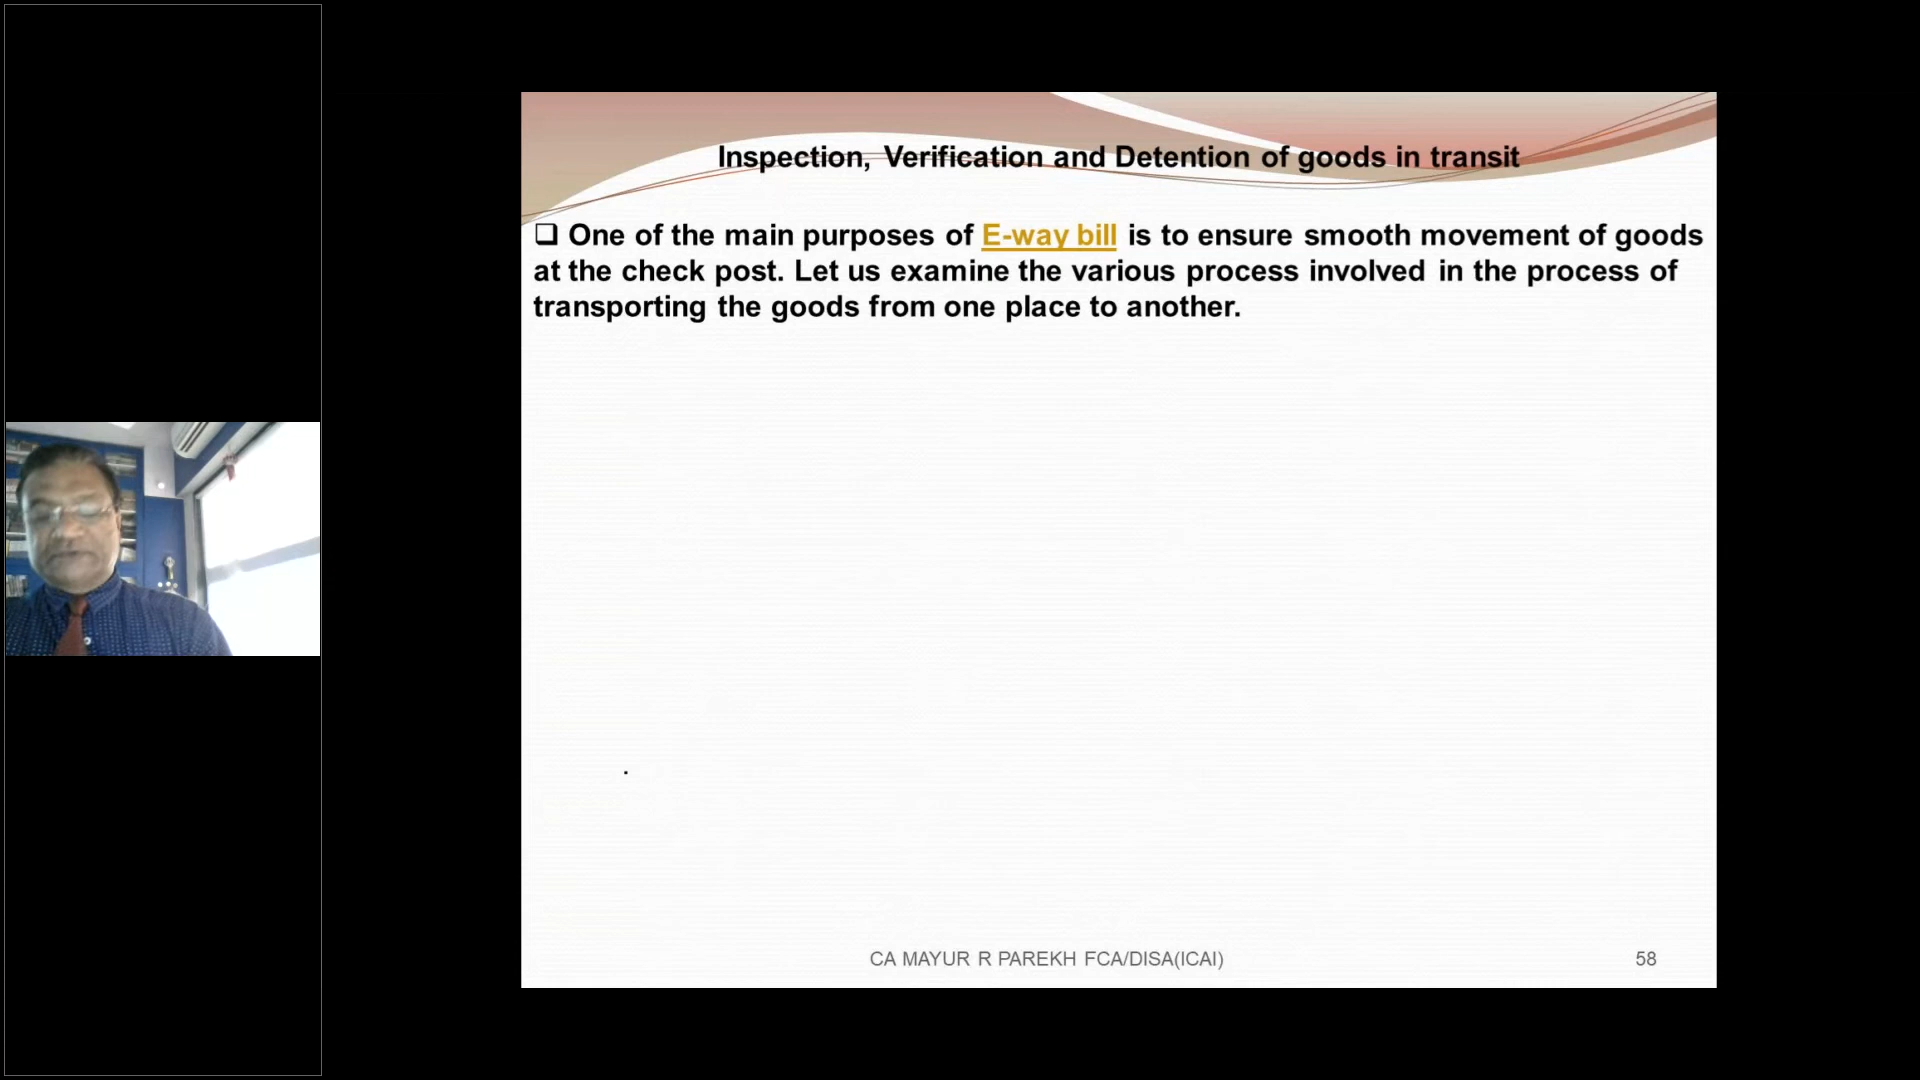 Inspection, Verification and Detention of goods in transit
❑ One of the main purposes of E-way bill is to ensure smooth movement of goods
at the check post. Let us examine the various process involved in the process of
transporting the goods from one place to another.
.
CA MAYUR R PAREKH FCA/DISA(ICAI)
58